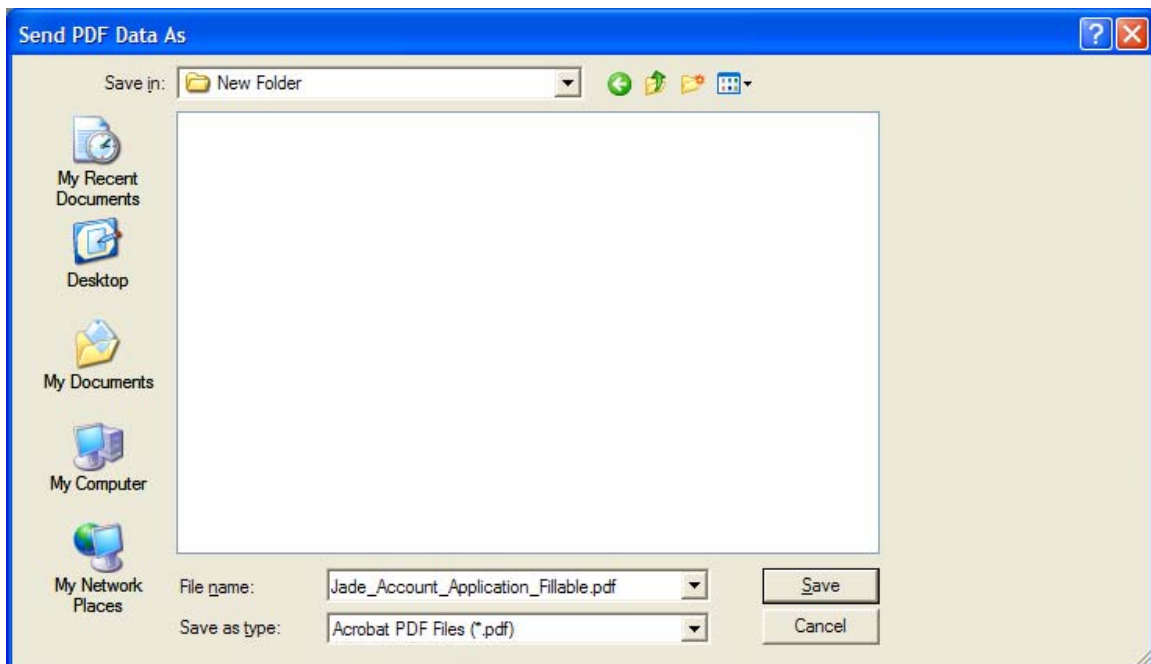 Send PDF Data As
Save in:
New Folder
My Recent
Documents
Desktop
My Documents
My Computer
My Network
Places
File name:
Jade_Account_Application_Fillable.pdf
Save
Save as type:
Acrobat PDF Files (*.pdf)
Cancel